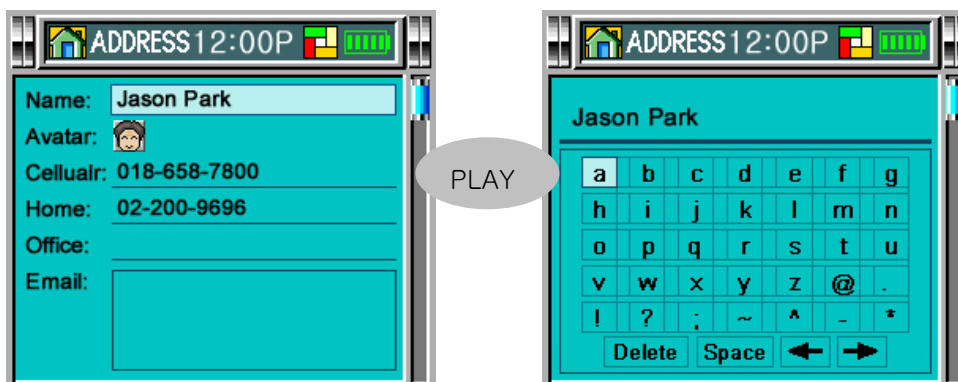 ADDRESS 12:00P
Name: Jason Park
Avatar:
Cellualr: 018-658-7800
Home: 02-200-9696
Office:
Email:
PLAY
ADDRESS 12:00P
Jason Park
a b c d e f g
h i j k l m n
o p q r s t u
v w x y z @ .
! ? ; ~ ^ - *
Delete Space ← →